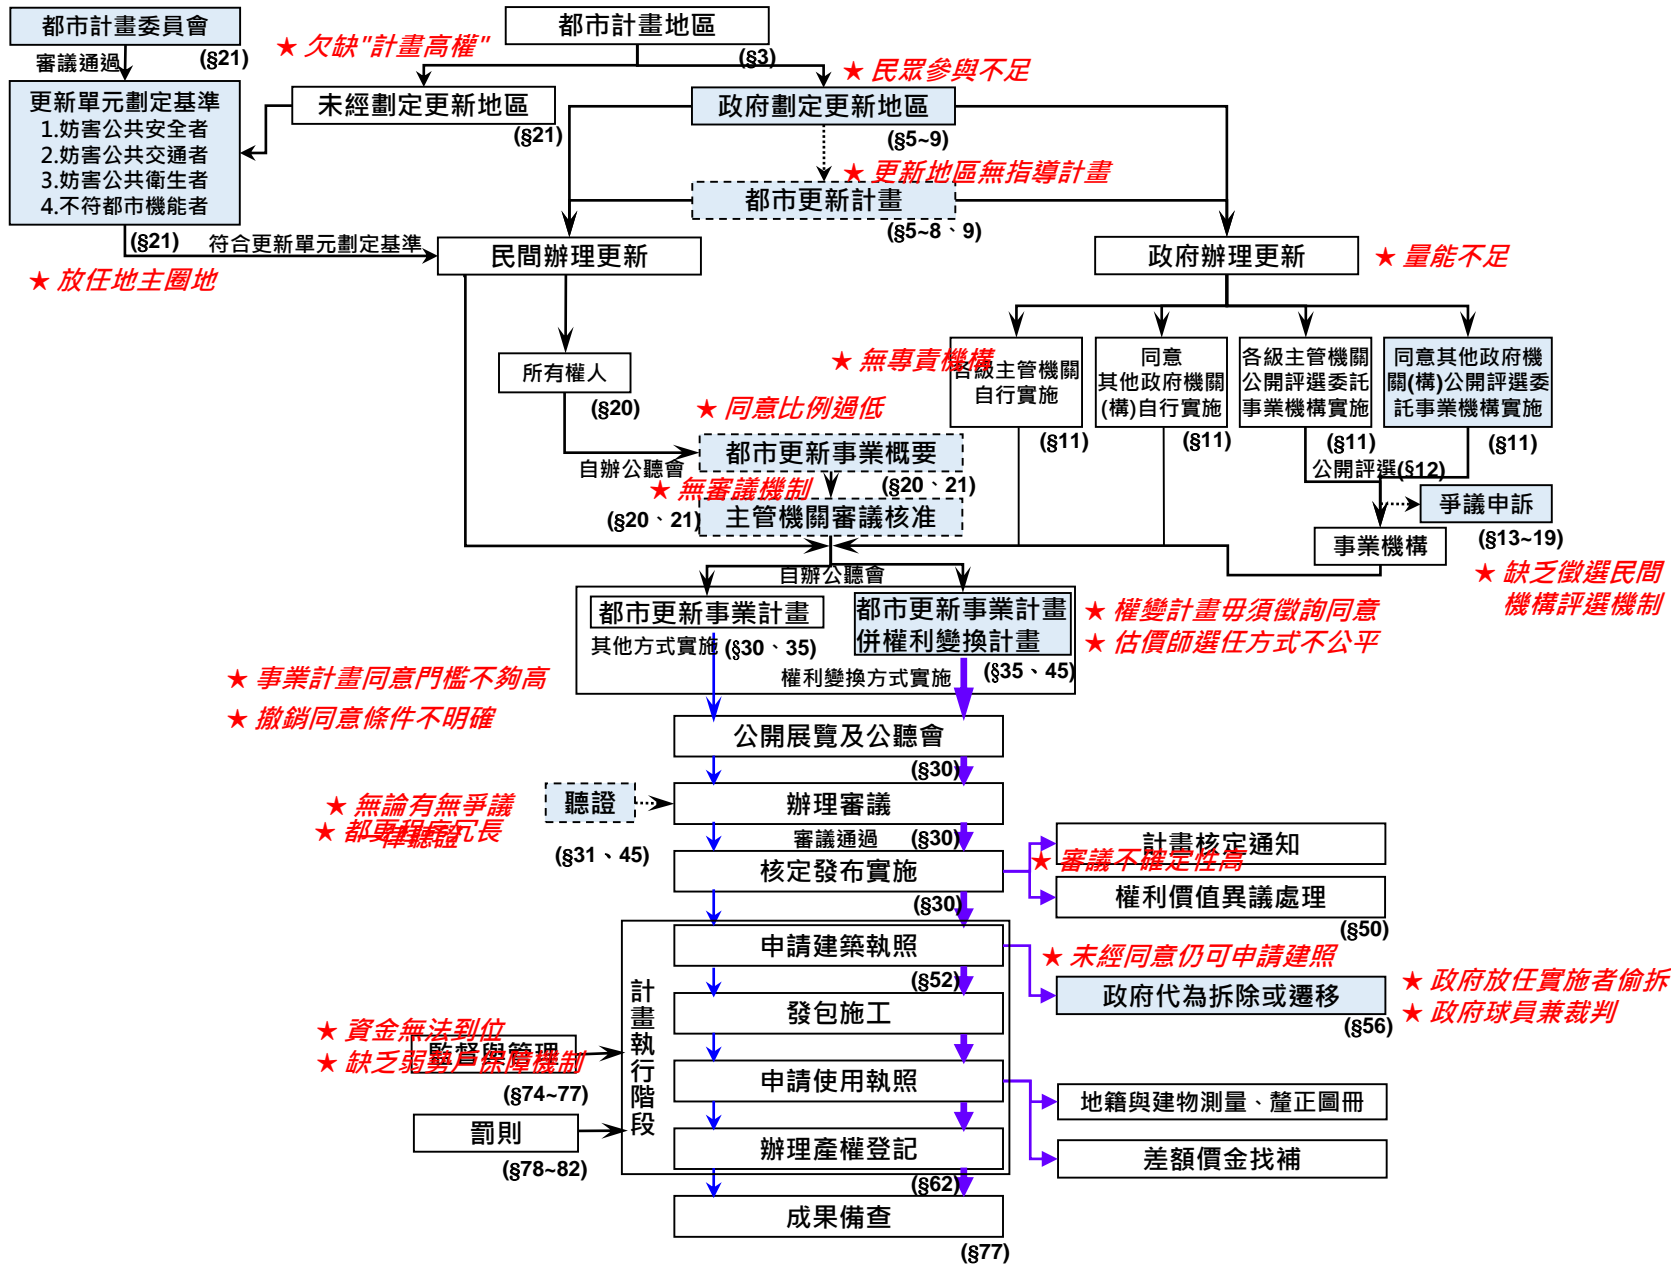 都市計畫委員會
(§21)
審議通過
都市計畫地區
(§3)
★ 欠缺"計畫高權"
★ 民眾參與不足
更新單元劃定基準
1.妨害公共安全者
2.妨害公共交通者
3.妨害公共衛生者
4.不符都市機能者
(§21)
未經劃定更新地區
(§21)
政府劃定更新地區
(§5~9)
★ 更新地區無指導計畫
都市更新計畫
(§5~8、9)
符合更新單元劃定基準
★ 放任地主圈地
民間辦理更新
政府辦理更新
★ 量能不足
所有權人
(§20)
★ 無專責機構
各級主管機關
自行實施
(§11)
同意
其他政府機關
(構)自行實施
(§11)
各級主管機關
公開評選委託
事業機構實施
(§11)
同意其他政府機
關(構)公開評選委
託事業機構實施
(§11)
★ 同意比例過低
自辦公聽會
都市更新事業概要
(§20、21)
★ 無審議機制
(§20、21)
主管機關審議核准
公開評選(§12)
爭議申訴
(§13~19)
事業機構
★ 缺乏徵選民間
機構評選機制
自辦公聽會
都市更新事業計畫
其他方式實施 (§30、35)
都市更新事業計畫
併權利變換計畫
(§35、45)
權利變換方式實施
★ 權變計畫毋須徵詢同意
★ 估價師選任方式不公平
★ 事業計畫同意門檻不夠高
★ 撤銷同意條件不明確
公開展覽及公聽會
(§30)
★ 無論有無爭議
一律聽證
★ 都更程序冗長
聽證
(§31、45)
辦理審議
審議通過
(§30)
核定發布實施
(§30)
計畫核定通知
★ 審議不確定性高
權利價值異議處理
(§50)
計畫執行階段
申請建築執照
(§52)
★ 未經同意仍可申請建照
政府代為拆除或遷移
(§56)
★ 政府放任實施者偷拆
★ 政府球員兼裁判
發包施工
★ 資金無法到位
監督與管理
★ 缺乏弱勢戶保障機制
(§74~77)
申請使用執照
地籍與建物測量、釐正圖冊
罰則
(§78~82)
辦理產權登記
(§62)
差額價金找補
成果備查
(§77)